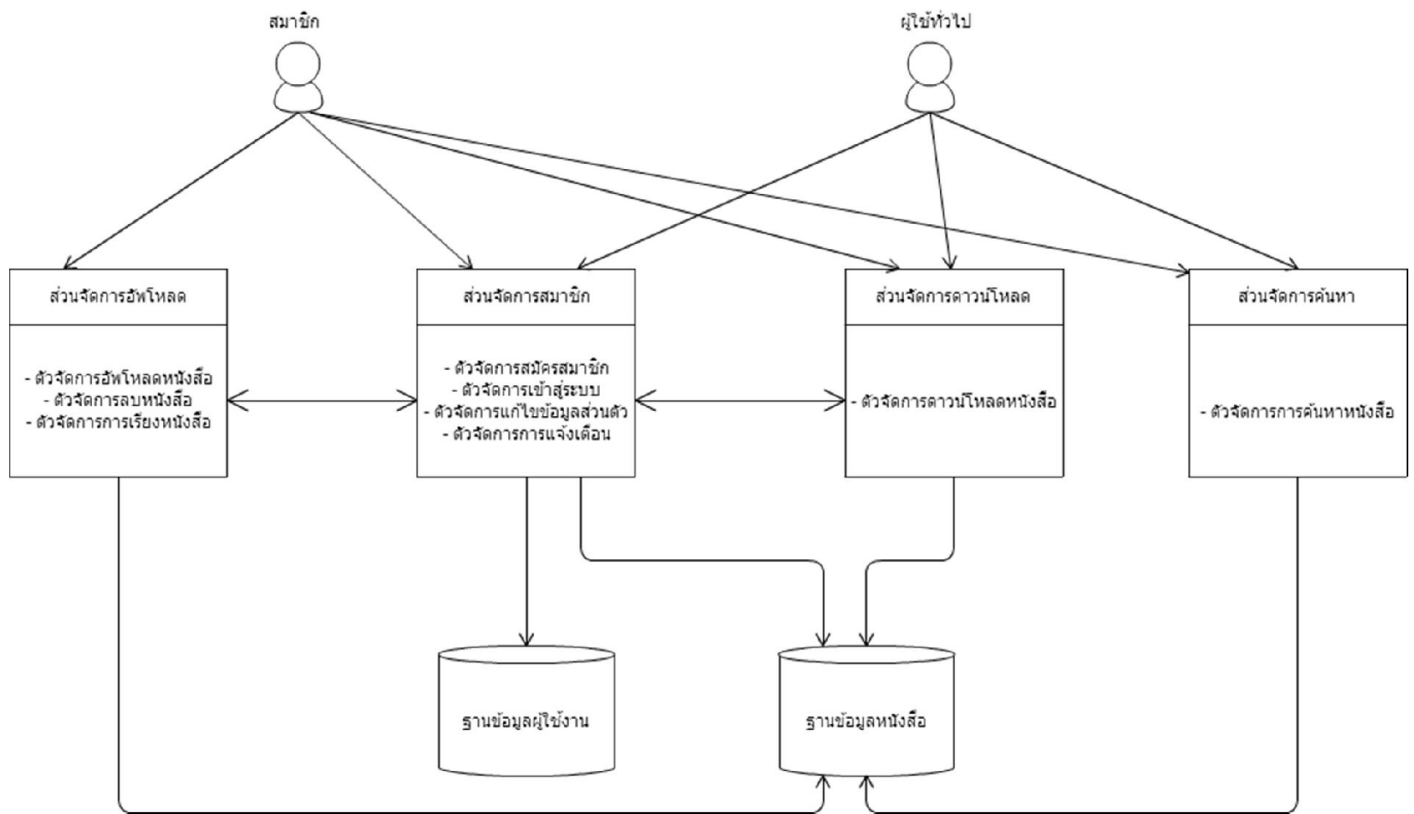 สมาชิก
ผู้ใช้ทั่วไป
ส่วนจัดการอัพโหลด
- ตัวจัดการอัพโหลดหนังสือ
- ตัวจัดการลบหนังสือ
- ตัวจัดการการเรียงหนังสือ
ส่วนจัดการสมาชิก
- ตัวจัดการสมัครสมาชิก
- ตัวจัดการเข้าสู่ระบบ
- ตัวจัดการแก้ไขข้อมูลส่วนตัว
- ตัวจัดการการแจ้งเตือน
ส่วนจัดการดาวน์โหลด
- ตัวจัดการดาวน์โหลดหนังสือ
ส่วนจัดการค้นหา
- ตัวจัดการการค้นหาหนังสือ
ฐานข้อมูลผู้ใช้งาน
ฐานข้อมูลหนังสือ